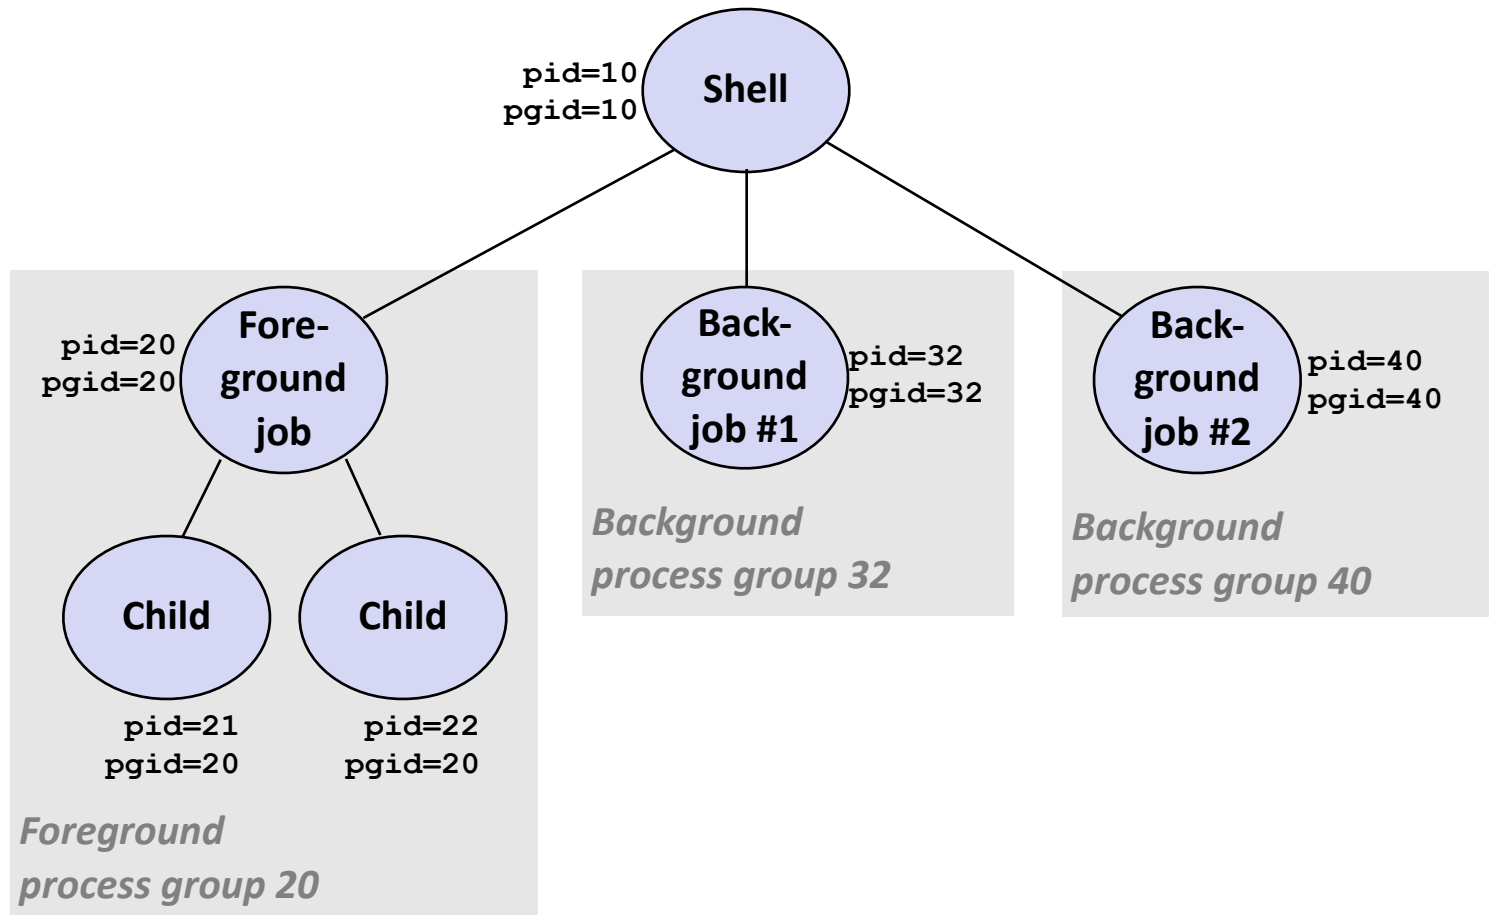 pid=10
pgid=10
Shell
pid=20
pgid=20
Fore-
ground
job
Back-
ground
job #1
pid=32
pgid=32
Back-
ground
job #2
pid=40
pgid=40
Background
process group 32
Background
process group 40
Child
Child
pid=21
pgid=20
pid=22
pgid=20
Foreground
process group 20